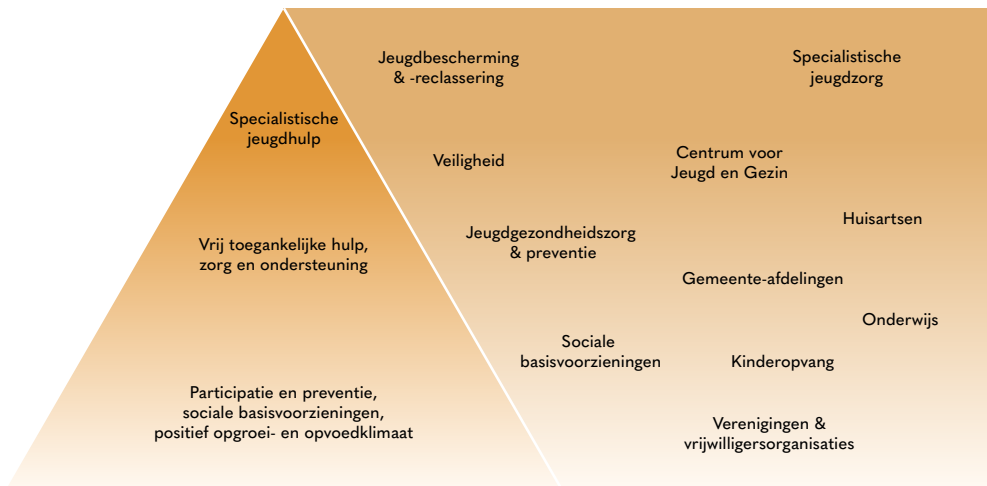 Specialistische
jeugdhulp
Vrij toegankelijke hulp,
zorg en ondersteuning
Participatie en preventie,
sociale basisvoorzieningen,
positief opgroei- en opvoedklimaat
Jeugdbescherming
& -reclassering
Specialistische
jeugdzorg
Veiligheid
Centrum voor
Jeugd en Gezin
Huisartsen
Jeugdgezondheidszorg
& preventie
Gemeente-afdelingen
Onderwijs
Sociale
basisvoorzieningen
Kinderopvang
Verenigingen &
vrijwilligersorganisaties